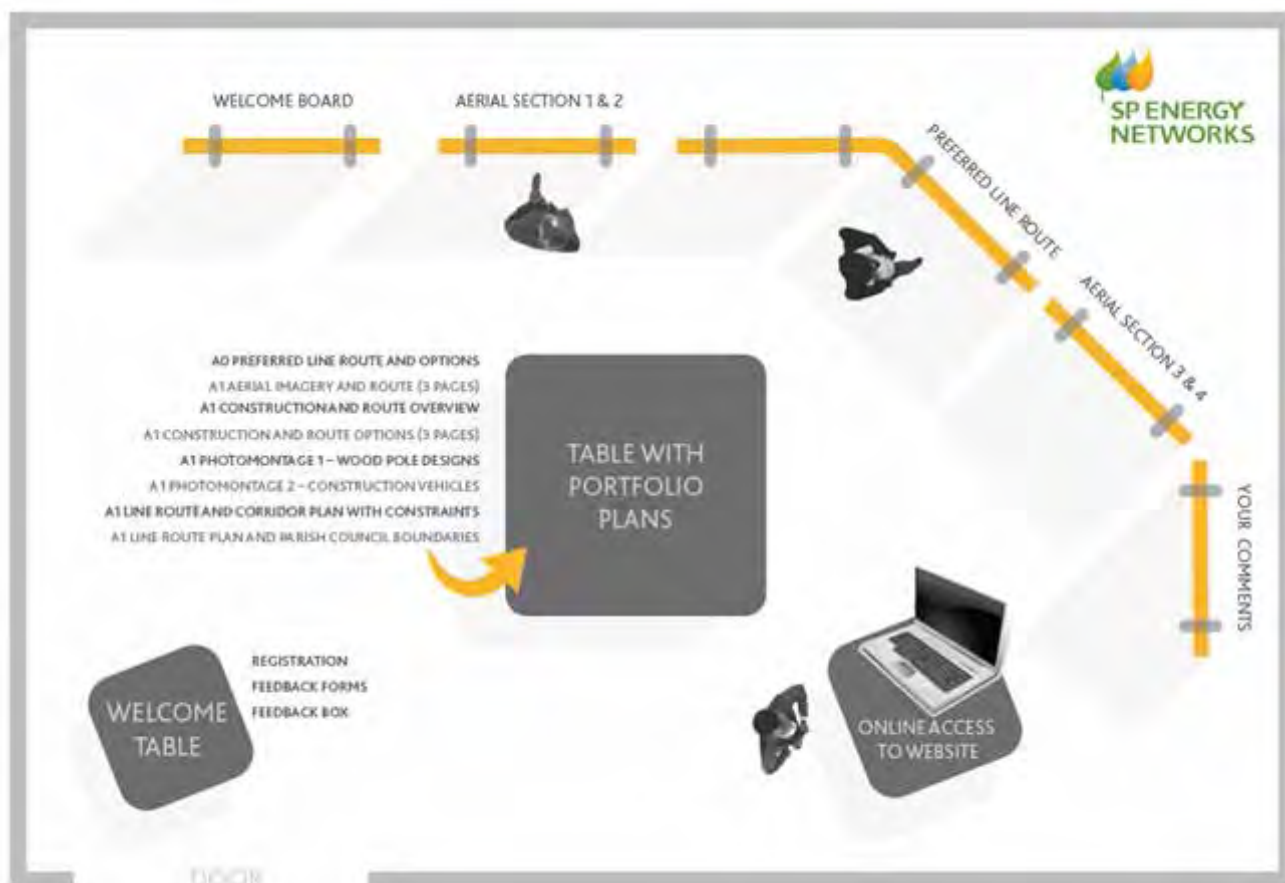 WELCOME BOARD
AERIAL SECTION 1 & 2
SP ENERGY
NETWORKS
PREFERRED LINE ROUTE
AERIAL SECTION 3 & 4
YOUR COMMENTS
A0 PREFERRED LINE ROUTE AND OPTIONS
A1 AERIAL IMAGERY AND ROUTE (3 PAGES)
A1 CONSTRUCTION AND ROUTE OVERVIEW
A1 CONSTRUCTION AND ROUTE OPTIONS (3 PAGES)
A1 PHOTOMONTAGE 1 – WOOD POLE DESIGNS
A1 PHOTOMONTAGE 2 – CONSTRUCTION VEHICLES
A1 LINE ROUTE AND CORRIDOR PLAN WITH CONSTRAINTS
A1 LINE ROUTE PLAN AND PARISH COUNCIL BOUNDARIES
TABLE WITH
PORTFOLIO
PLANS
WELCOME
TABLE
REGISTRATION
FEEDBACK FORMS
FEEDBACK BOX
ONLINE ACCESS
TO WEBSITE
DOOR